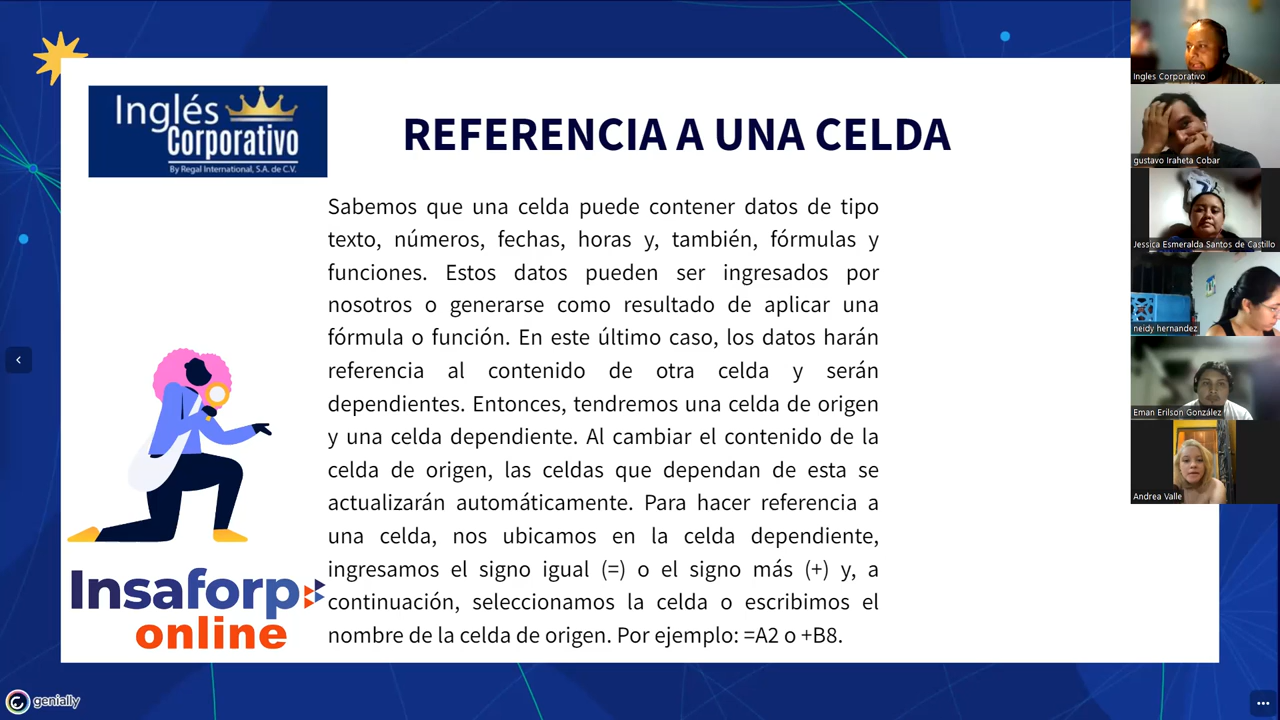 Inglés
Corporativo
By Regal International, S.A. de C.V.
REFERENCIA A UNA CELDA
Sabemos que una celda puede contener datos de tipo
texto, números, fechas, horas y, también, fórmulas y
funciones. Estos datos pueden ser ingresados por
nosotros o generarse como resultado de aplicar una
fórmula o función. En este último caso, los datos harán
referencia al contenido de otra celda y serán
dependientes. Entonces, tendremos una celda de origen
y una celda dependiente. Al cambiar el contenido de la
celda de origen, las celdas que dependan de esta se
actualizarán automáticamente. Para hacer referencia a
una celda, nos ubicamos en la celda dependiente,
ingresamos el signo igual (=) o el signo más (+) y, a
continuación, seleccionamos la celda o escribimos el
nombre de la celda de origen. Por ejemplo: =A2 o +B8.
Insaforp
online
genially
Ingles Corporativo
gustavo Iraheta Cobar
Jessica Esmeralda Santos de Castillo
neidy hernandez
Eman Erilson González
Andrea Valle